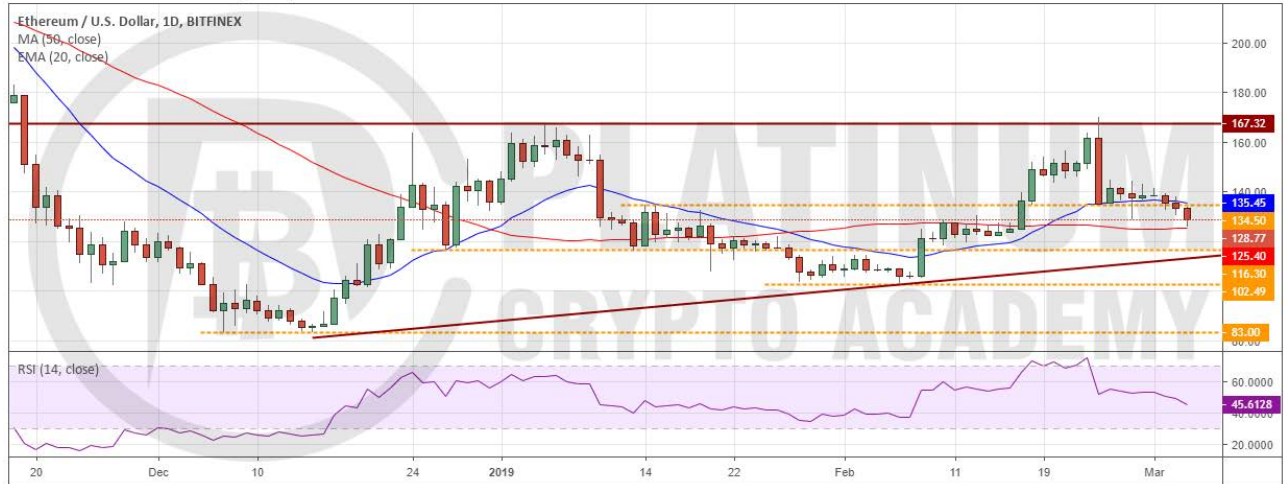 Ethereum / U.S. Dollar, 1D, BITFINEX
MA (50, close)
EMA (20, close)
PLATINUM
CRYPTO ACADEMY
200.00
180.00
167.32
160.00
140.00
135.45
134.50
128.77
125.40
116.30
102.49
83.00
80.00
RSI (14, close)
60.0000
45.6128
40.0000
20.0000
20 Dec 10 24 2019 14 22 Feb 11 19 Mar